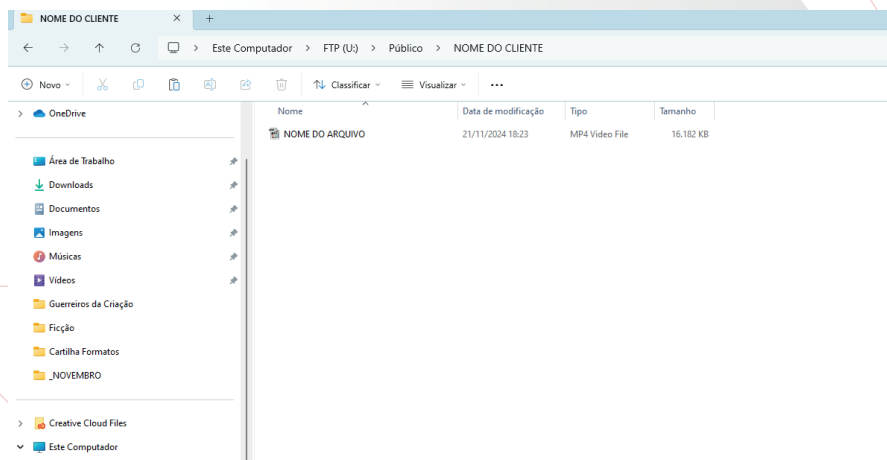 NOME DO CLIENTE
Este Computador > FTP (U:) > Público > NOME DO CLIENTE
Novo Classificar Visualizar
OneDrive
Área de Trabalho
Downloads
Documentos
Imagens
Músicas
Vídeos
Guerreiros da Criação
Ficção
Cartilha Formatos
_NOVEMBRO
Creative Cloud Files
Este Computador
Nome Data de modificação Tipo Tamanho
NOME DO ARQUIVO 21/11/2024 18:23 MP4 Video File 16.182 KB